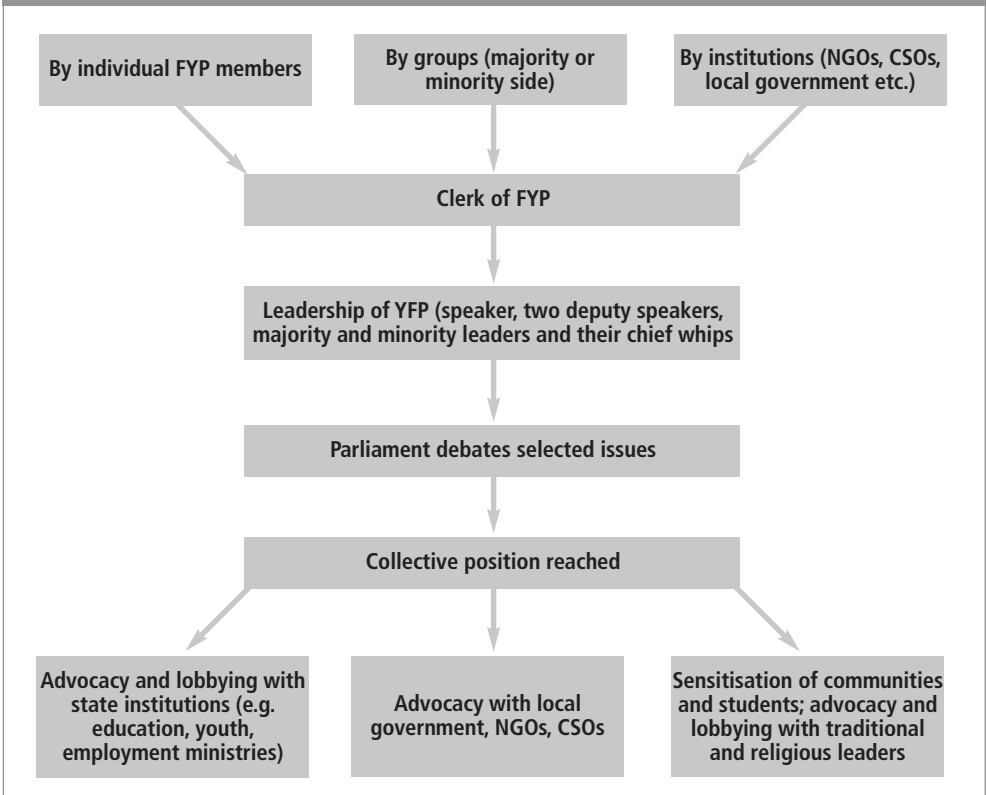 By individual FYP members
By groups (majority or
minority side)
By institutions (NGOs, CSOs,
local government etc.)
Clerk of FYP
Leadership of YFP (speaker, two deputy speakers,
majority and minority leaders and their chief whips
Parliament debates selected issues
Collective position reached
Advocacy and lobbying with
state institutions (e.g.
education, youth,
employment ministries)
Advocacy with local
government, NGOs, CSOs
Sensitisation of communities
and students; advocacy and
lobbying with traditional
and religious leaders